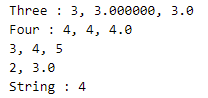 Three : 3, 3.000000, 3.0
Four : 4, 4, 4.0
3, 4, 5
2, 3.0
String : 4